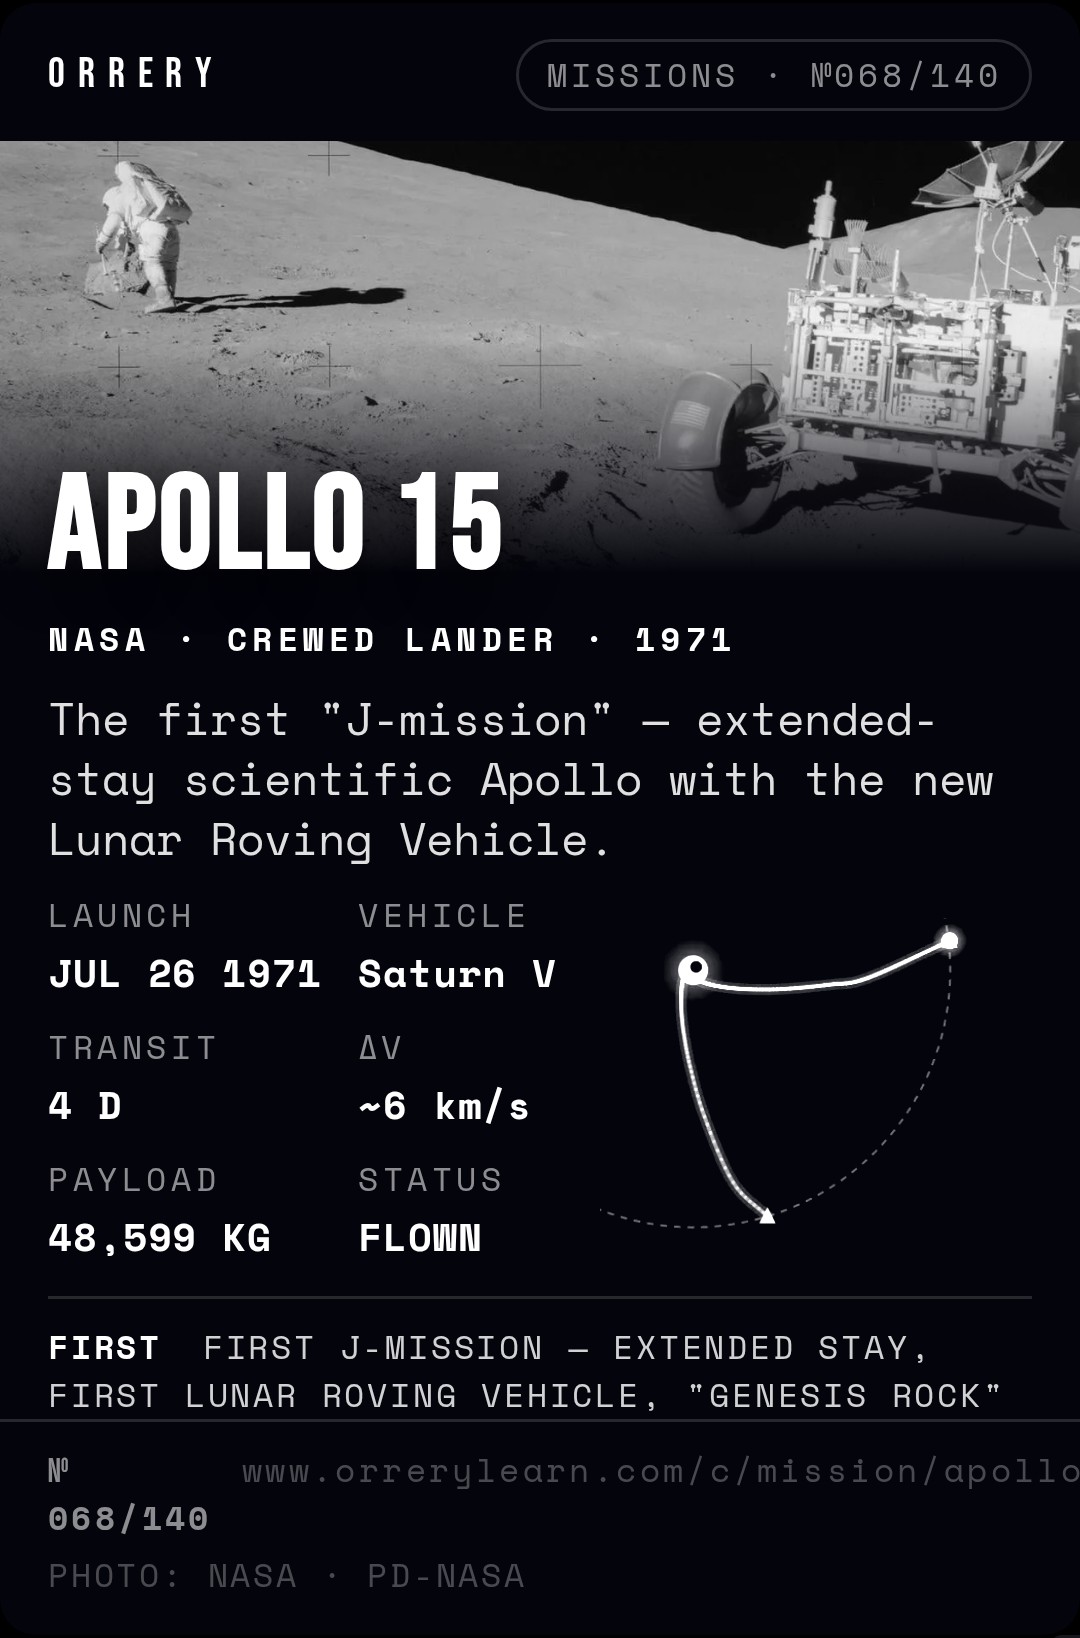 ORRERY
MISSIONS · №068/140
APOLLO 15
NASA · CREWED LANDER · 1971
The first "J-mission" — extended-
stay scientific Apollo with the new
Lunar Roving Vehicle.
LAUNCH VEHICLE
JUL 26 1971 Saturn V
TRANSIT ΔV
4 D ~6 km/s
PAYLOAD STATUS
48,599 KG FLOWN
FIRST FIRST J-MISSION — EXTENDED STAY,
FIRST LUNAR ROVING VEHICLE, "GENESIS ROCK"
№ www.orrerylearn.com/c/mission/apollo
068/140
PHOTO: NASA · PD-NASA